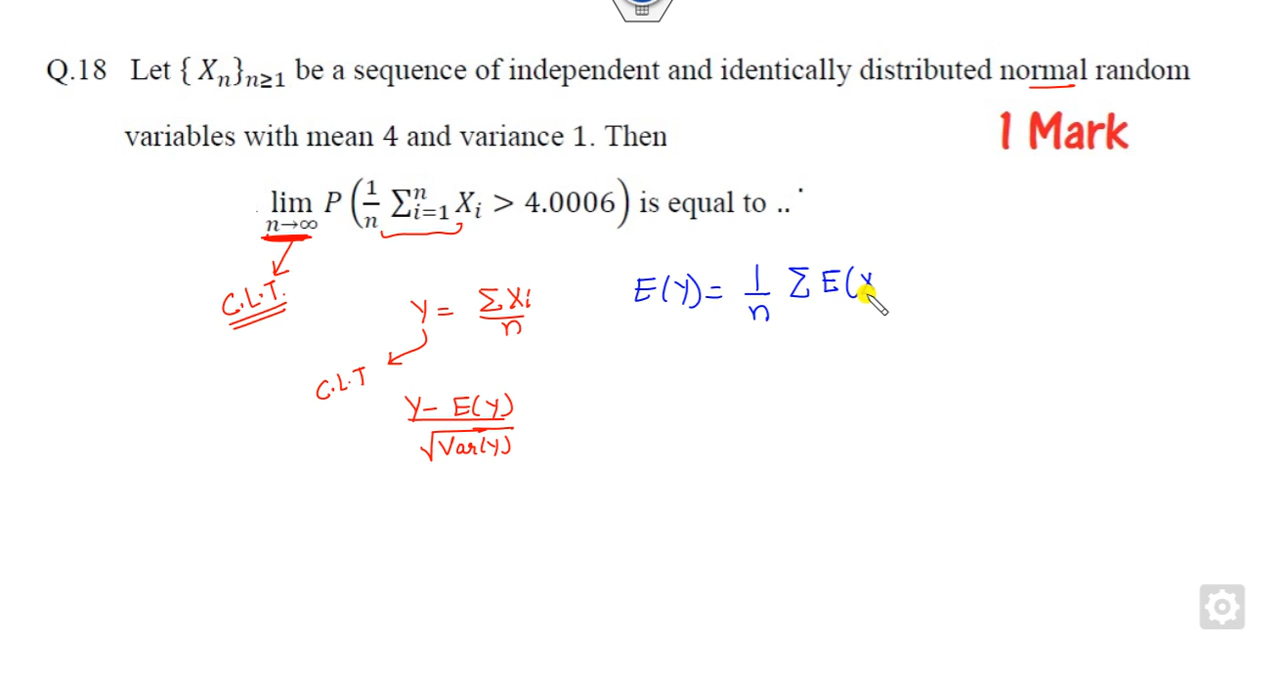 Q.18 Let { Xₙ}ₙ≥₁ be a sequence of independent and identically distributed normal random
variables with mean 4 and variance 1. Then
1 Mark
lim n→∞ P(1/n ∑ⁿᵢ₌₁ Xᵢ > 4.0006) is equal to ..
C.L.T.
Y = ΣXi/n
E(Y) = 1/n Σ E(X
C.L.T
Y - E(Y) / √Var(Y)